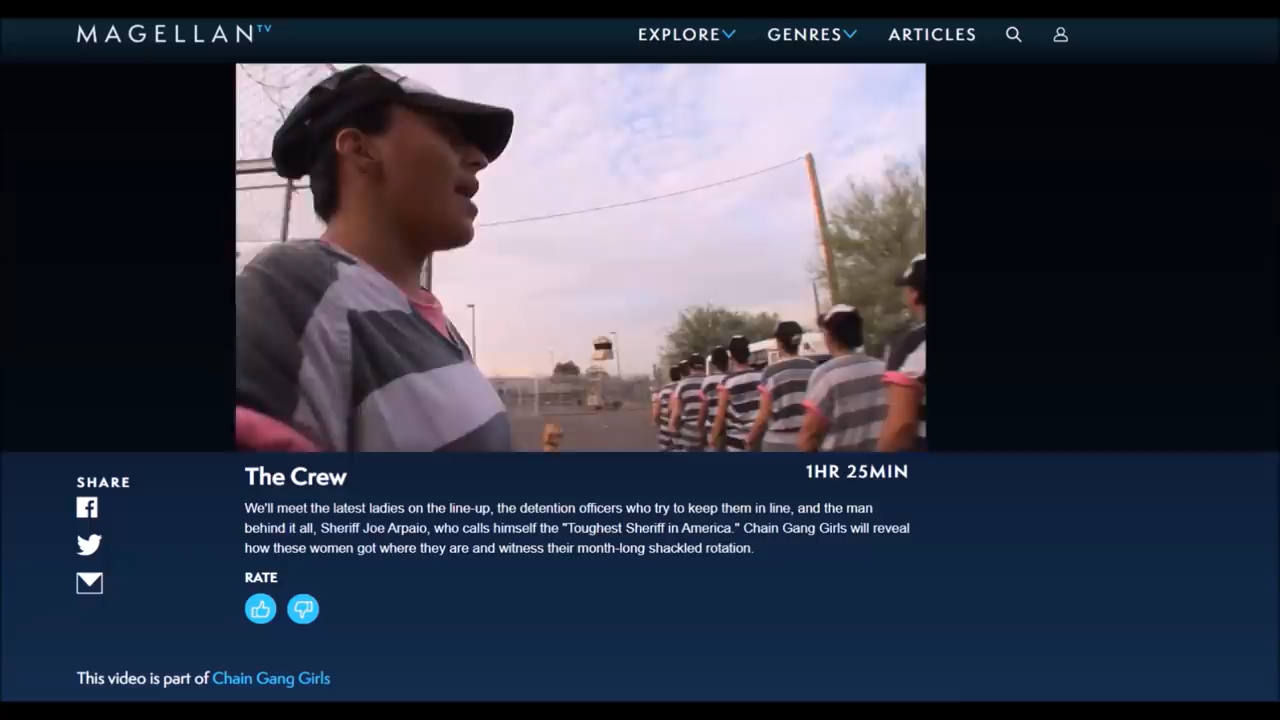 MAGELLAN TV
EXPLORE GENRES ARTICLES
The Crew
1HR 25MIN
SHARE
We'll meet the latest ladies on the line-up, the detention officers who try to keep them in line, and the man
behind it all, Sheriff Joe Arpaio, who calls himself the "Toughest Sheriff in America." Chain Gang Girls will reveal
how these women got where they are and witness their month-long shackled rotation.
RATE
This video is part of Chain Gang Girls